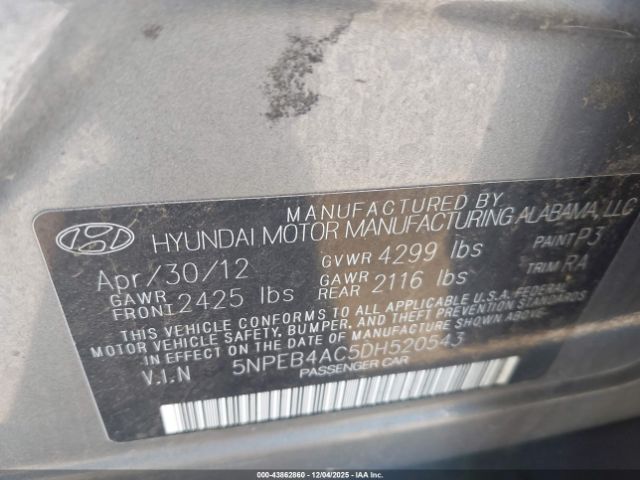 MANUFACTURED BY
HYUNDAI MOTOR MANUFACTURING ALABAMA, LLC
Apr/30/12 GVWR 4299 lbs PAINT P3
GAWR FRONT 2425 lbs GAWR REAR 2116 lbs TRIM RA
THIS VEHICLE CONFORMS TO ALL APPLICABLE U.S.A. FEDERAL
MOTOR VEHICLE SAFETY, BUMPER, AND THEFT PREVENTION STANDARDS
IN EFFECT ON THE DATE OF MANUFACTURE SHOWN ABOVE.
V.I.N 5NPEB4AC5DH520543
PASSENGER CAR
000-43862860 - 12/04/2025 - COPYRIGHT IAA, LLC.